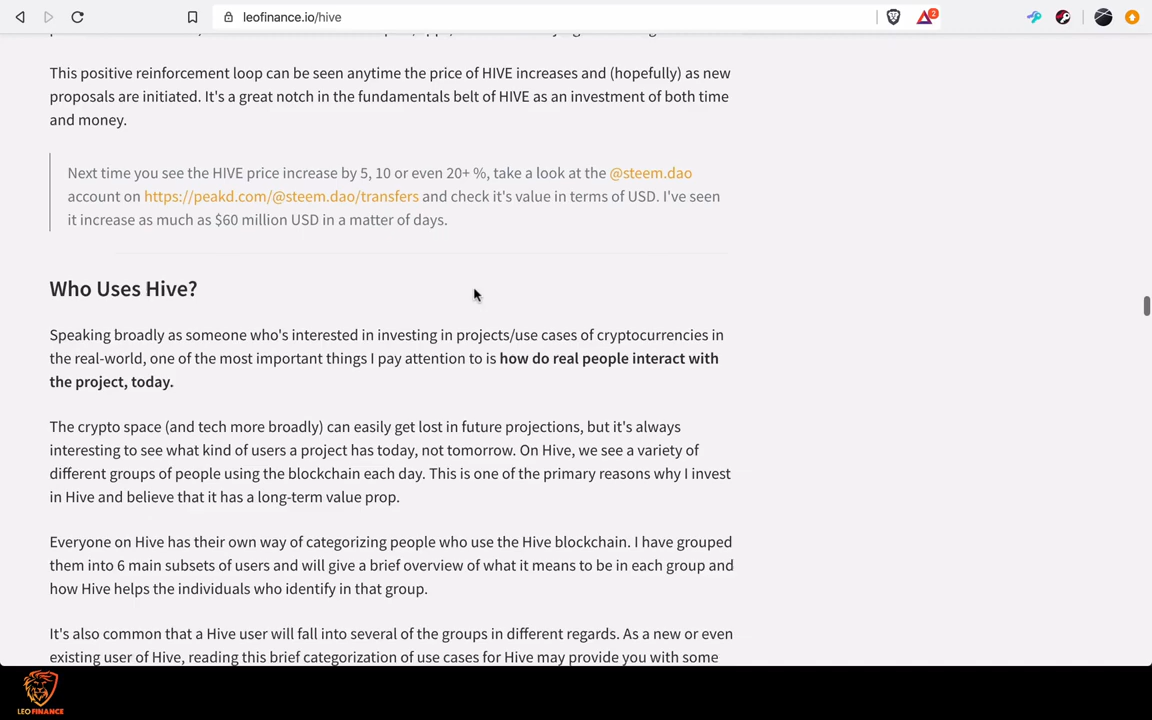 leofinance.io/hive
2
This positive reinforcement loop can be seen anytime the price of HIVE increases and (hopefully) as new
proposals are initiated. It's a great notch in the fundamentals belt of HIVE as an investment of both time
and money.
Next time you see the HIVE price increase by 5, 10 or even 20+ %, take a look at the @steem.dao
account on https://peakd.com/@steem.dao/transfers and check it's value in terms of USD. I've seen
it increase as much as $60 million USD in a matter of days.
Who Uses Hive?
Speaking broadly as someone who's interested in investing in projects/use cases of cryptocurrencies in
the real-world, one of the most important things I pay attention to is how do real people interact with
the project, today.
The crypto space (and tech more broadly) can easily get lost in future projections, but it's always
interesting to see what kind of users a project has today, not tomorrow. On Hive, we see a variety of
different groups of people using the blockchain each day. This is one of the primary reasons why I invest
in Hive and believe that it has a long-term value prop.
Everyone on Hive has their own way of categorizing people who use the Hive blockchain. I have grouped
them into 6 main subsets of users and will give a brief overview of what it means to be in each group and
how Hive helps the individuals who identify in that group.
It's also common that a Hive user will fall into several of the groups in different regards. As a new or even
existing user of Hive, reading this brief categorization of use cases for Hive may provide you with some
LEOFINANCE